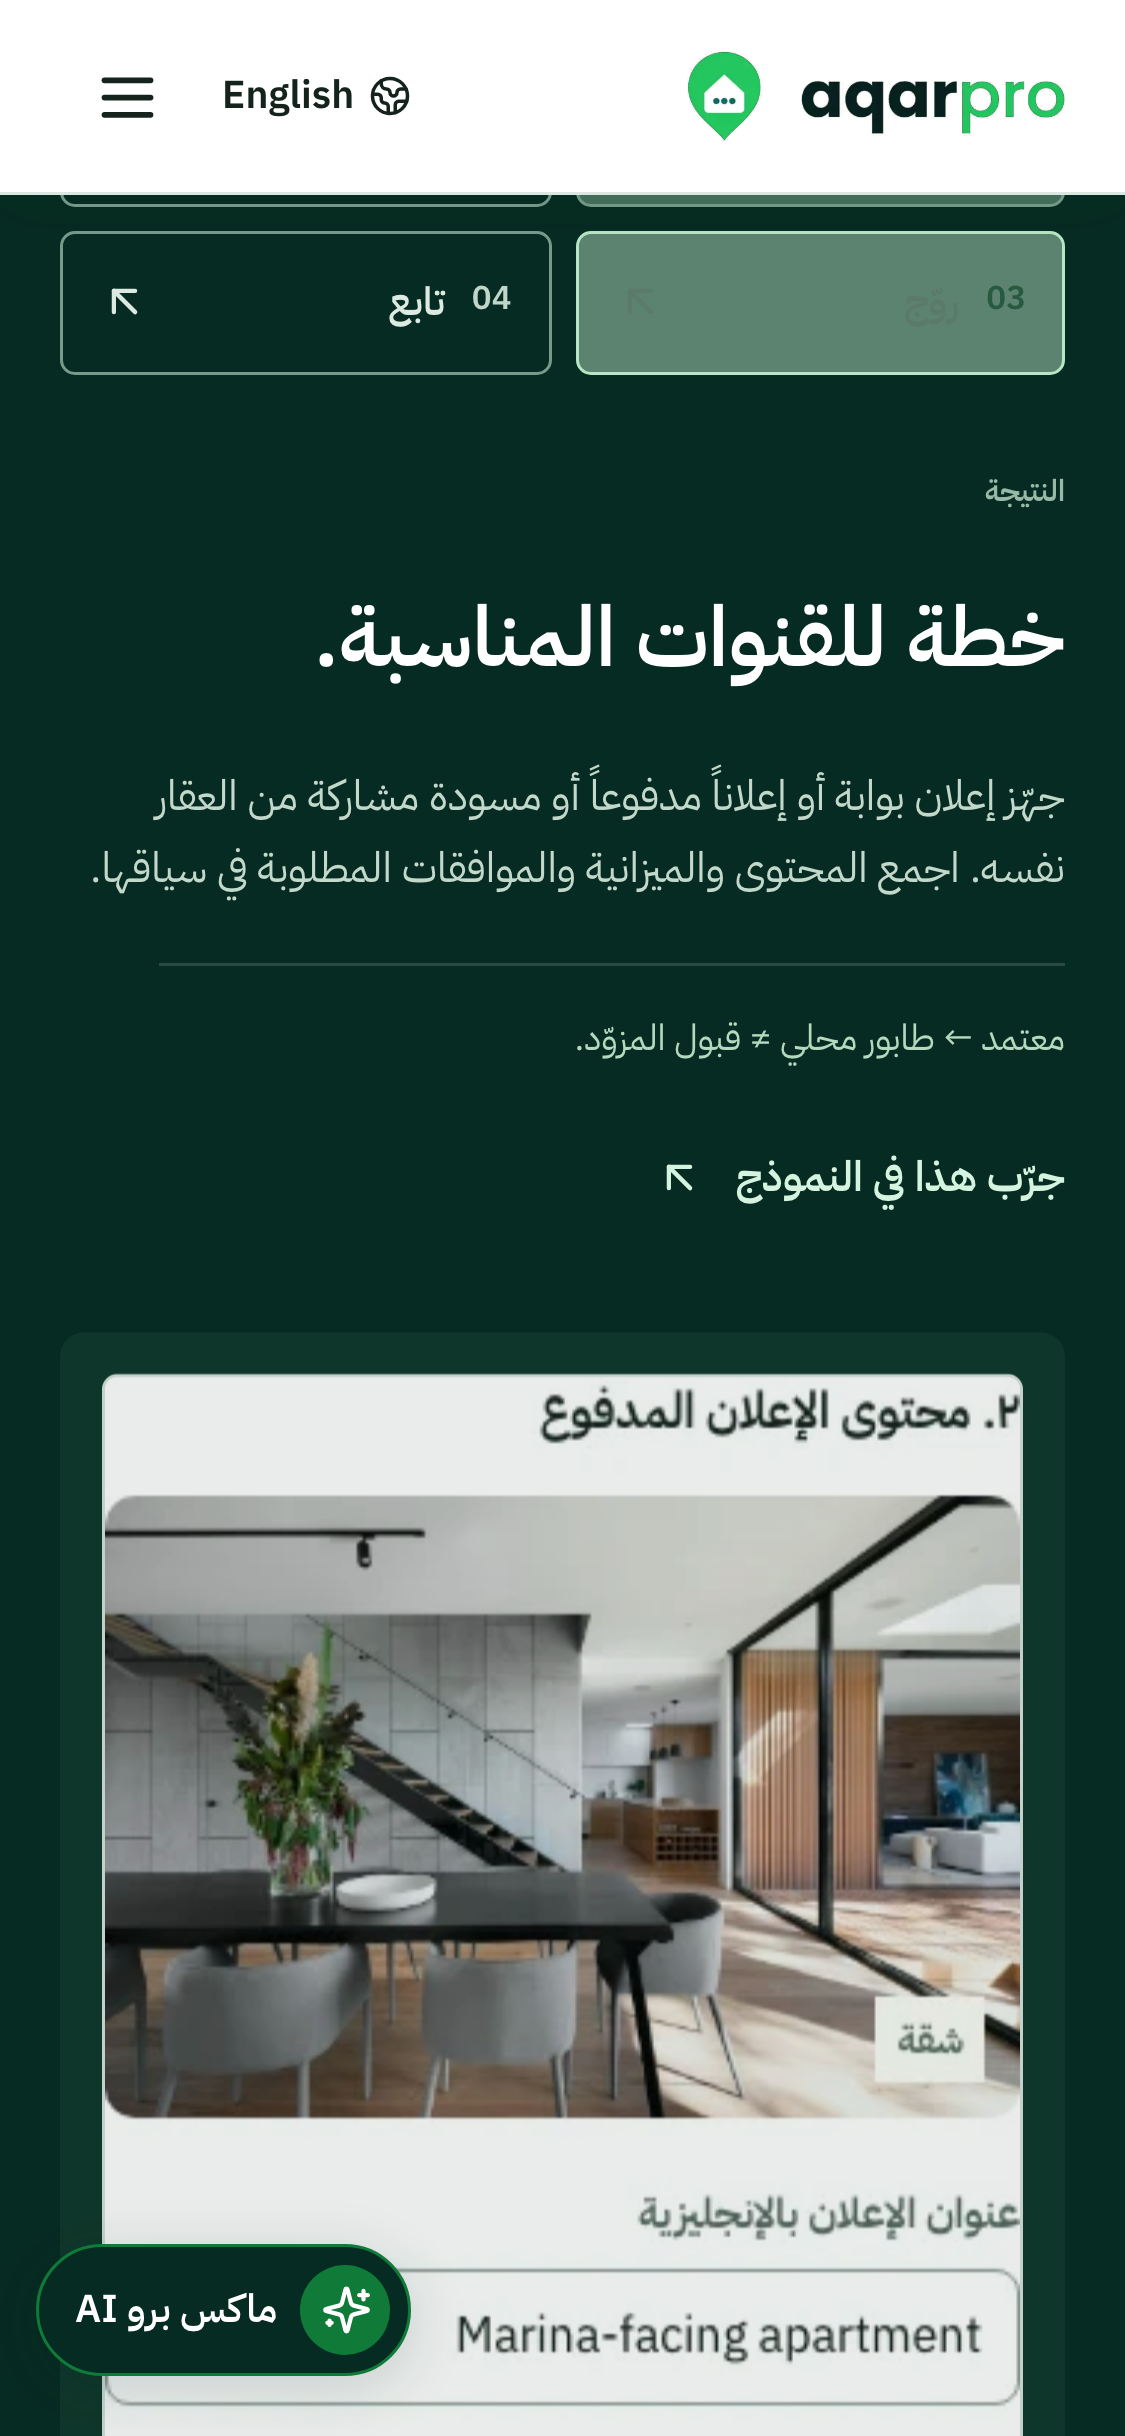 aqarpro
English
03 روّج
04 تابع
النتيجة
خطة للقنوات المناسبة.
جهّز إعلان بوابة أو إعلاناً مدفوعاً أو مسودة مشاركة من العقار
نفسه. اجمع المحتوى والميزانية والموافقات المطلوبة في سياقها.
معتمد ← طابور محلي ≠ قبول المزوّد.
جرّب هذا في النموذج
٢. محتوى الإعلان المدفوع
شقة
عنوان الإعلان بالإنجليزية
Marina-facing apartment
ماكس برو AI